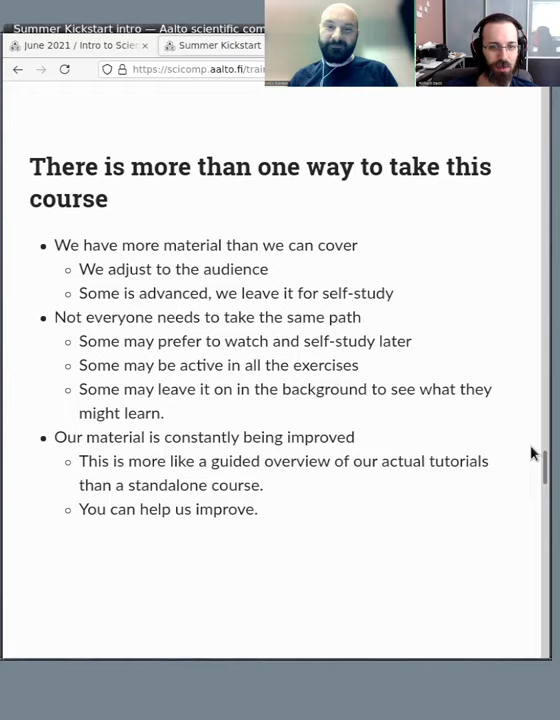 Summer Kickstart intro — Aalto scientific com
June 2021 / Intro to Scien
Summer Kickstart
https://scicomp.aalto.fi/trai
There is more than one way to take this
course
We have more material than we can cover
We adjust to the audience
Some is advanced, we leave it for self-study
Not everyone needs to take the same path
Some may prefer to watch and self-study later
Some may be active in all the exercises
Some may leave it on in the background to see what they
might learn.
Our material is constantly being improved
This is more like a guided overview of our actual tutorials
than a standalone course.
You can help us improve.